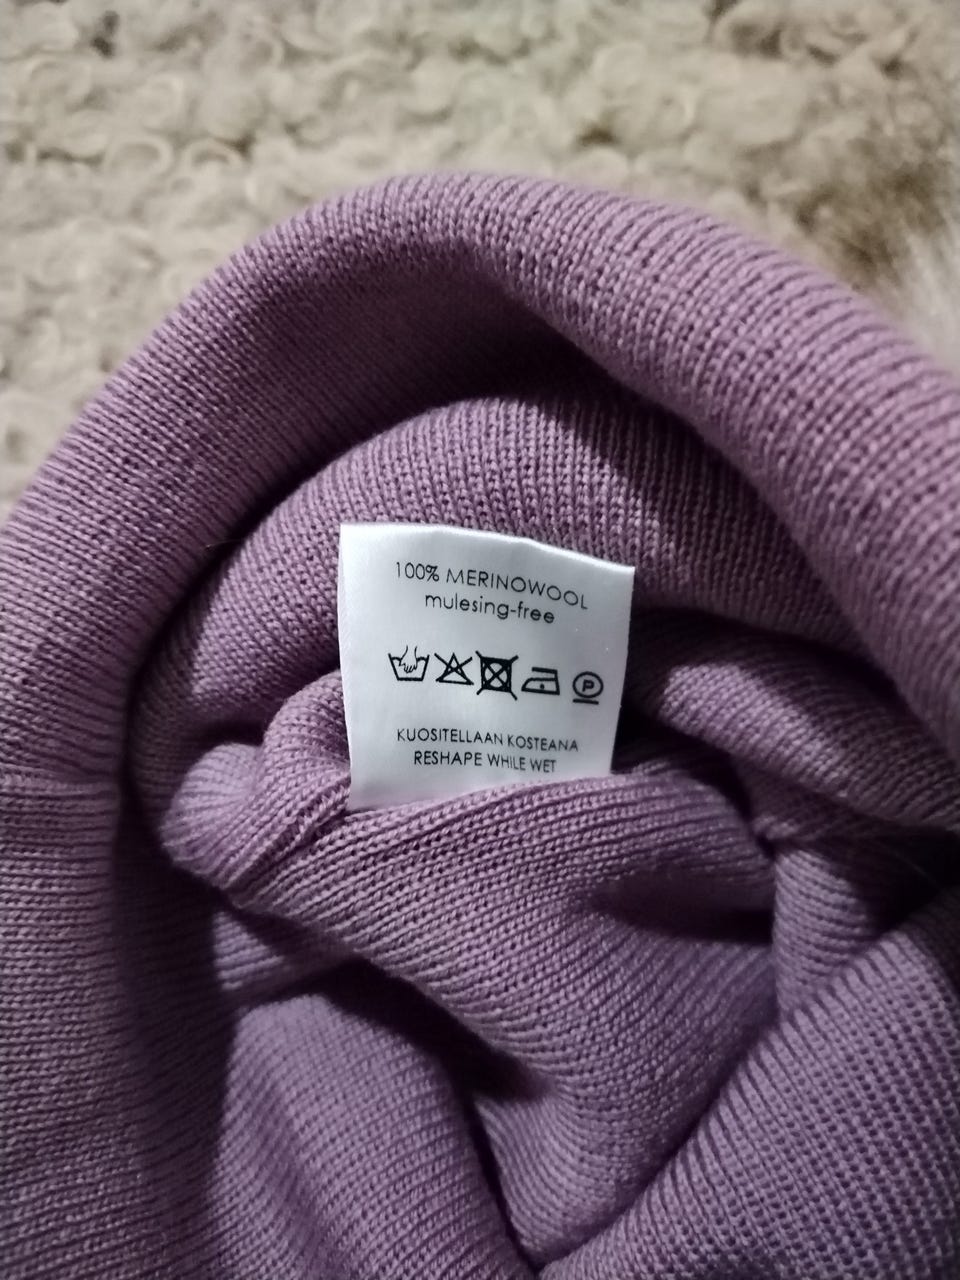 100% MERINOWOOL
mulesing-free
P
KUOSITELLAAN KOSTEANA
RESHAPE WHILE WET